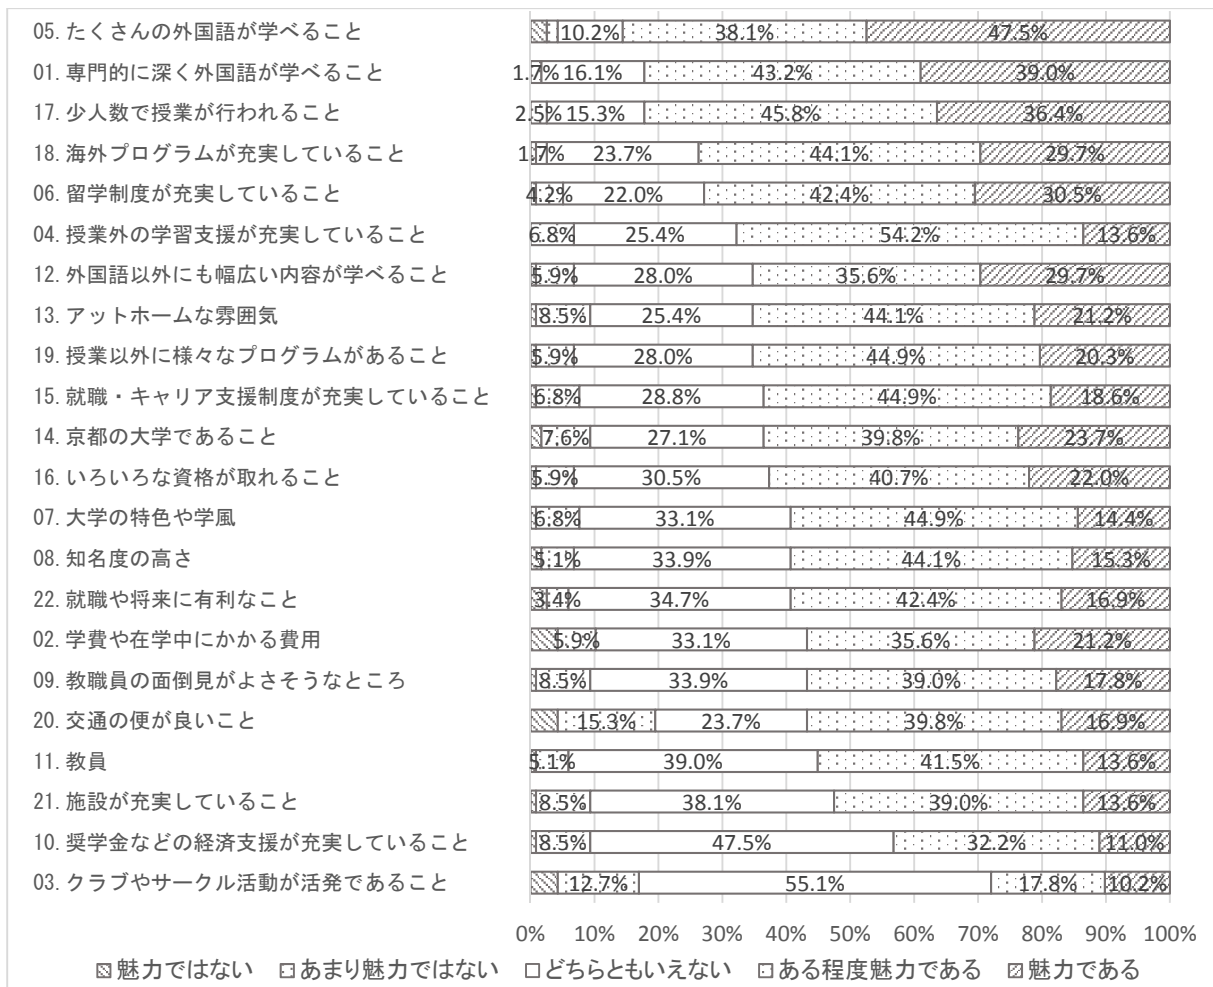 05. たくさんの外国語が学べること 10.2% 38.1% 47.5%
01. 専門的に深く外国語が学べること 1.7% 16.1% 43.2% 39.0%
17. 少人数で授業が行われること 2.5% 15.3% 45.8% 36.4%
18. 海外プログラムが充実していること 1.7% 23.7% 44.1% 29.7%
06. 留学制度が充実していること 4.2% 22.0% 42.4% 30.5%
04. 授業外の学習支援が充実していること 6.8% 25.4% 54.2% 13.6%
12. 外国語以外にも幅広い内容が学べること 5.9% 28.0% 35.6% 29.7%
13. アットホームな雰囲気 8.5% 25.4% 44.1% 21.2%
19. 授業以外に様々なプログラムがあること 5.9% 28.0% 44.9% 20.3%
15. 就職・キャリア支援制度が充実していること 6.8% 28.8% 44.9% 18.6%
14. 京都の大学であること 7.6% 27.1% 39.8% 23.7%
16. いろいろな資格が取れること 5.9% 30.5% 40.7% 22.0%
07. 大学の特色や学風 6.8% 33.1% 44.9% 14.4%
08. 知名度の高さ 5.1% 33.9% 44.1% 15.3%
22. 就職や将来に有利なこと 3.4% 34.7% 42.4% 16.9%
02. 学費や在学中にかかる費用 5.9% 33.1% 35.6% 21.2%
09. 教職員の面倒見がよさそうなところ 8.5% 33.9% 39.0% 17.8%
20. 交通の便が良いこと 15.3% 23.7% 39.8% 16.9%
11. 教員 5.1% 39.0% 41.5% 13.6%
21. 施設が充実していること 8.5% 38.1% 39.0% 13.6%
10. 奨学金などの経済支援が充実していること 8.5% 47.5% 32.2% 11.0%
03. クラブやサークル活動が活発であること 12.7% 55.1% 17.8% 10.2%
0% 10% 20% 30% 40% 50% 60% 70% 80% 90% 100%
魅力ではない あまり魅力ではない どちらともいえない ある程度魅力である 魅力である